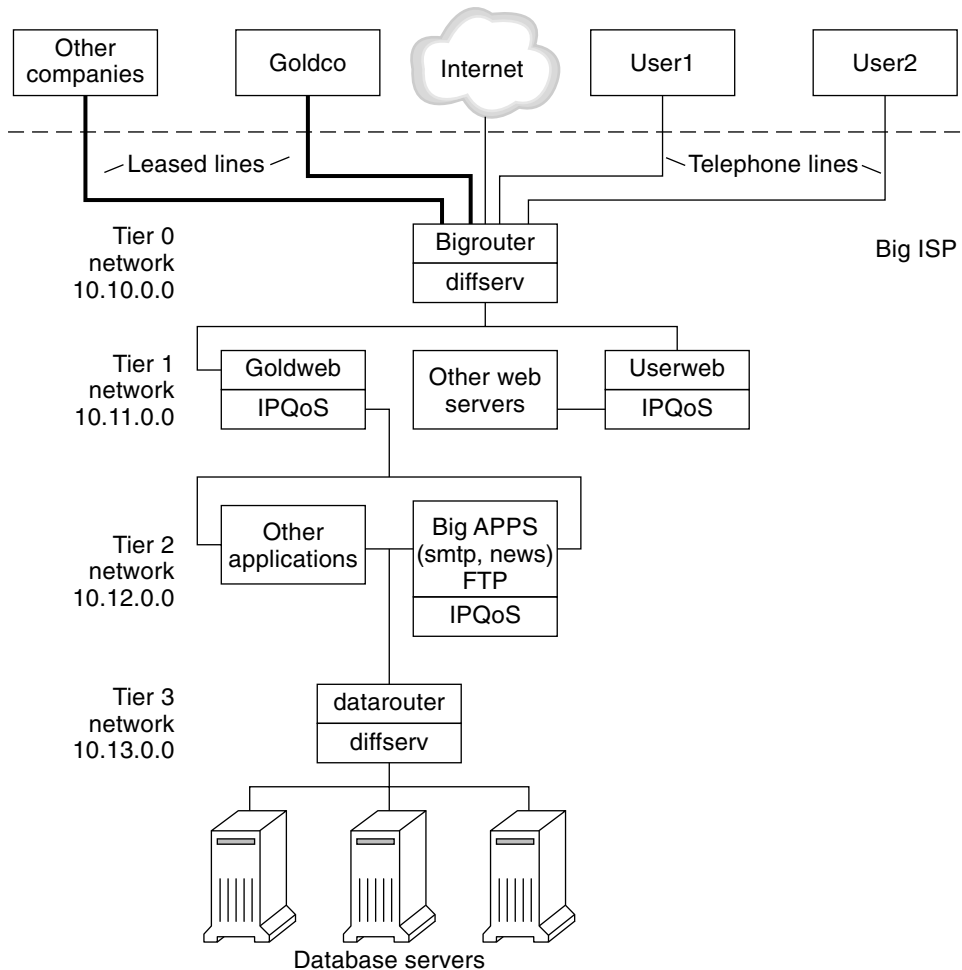 Other
companies
Goldco
Internet
User1
User2
Leased lines
Telephone lines
Tier 0
network
10.10.0.0
Bigrouter
diffserv
Big ISP
Tier 1
network
10.11.0.0
Goldweb
IPQoS
Other web
servers
Userweb
IPQoS
Tier 2
network
10.12.0.0
Other
applications
Big APPS
(smtp, news)
FTP
IPQoS
Tier 3
network
10.13.0.0
datarouter
diffserv
Database servers